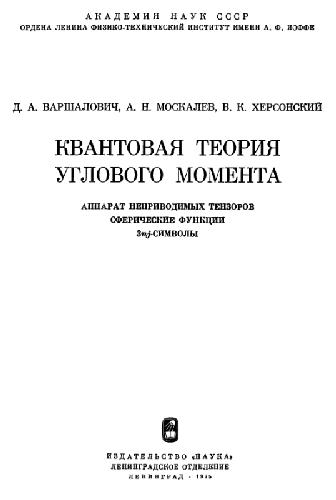 АКАДЕМИЯ НАУК СССР
ОРДЕНА ЛЕНИНА ФИЗИКО-ТЕХНИЧЕСКИЙ ИНСТИТУТ ИМЕНИ А. Ф. ИОФФЕ
Д. А. ВАРШАЛОВИЧ, А. Н. МОСКАЛЕВ, В. К. ХЕРСОНСКИЙ
КВАНТОВАЯ ТЕОРИЯ
УГЛОВОГО МОМЕНТА
АППАРАТ НЕПРИВОДИМЫХ ТЕНЗОРОВ
СФЕРИЧЕСКИЕ ФУНКЦИИ
3nj-СИМВОЛЫ
ИЗДАТЕЛЬСТВО «НАУКА»
ЛЕНИНГРАДСКОЕ ОТДЕЛЕНИЕ
ЛЕНИНГРАД